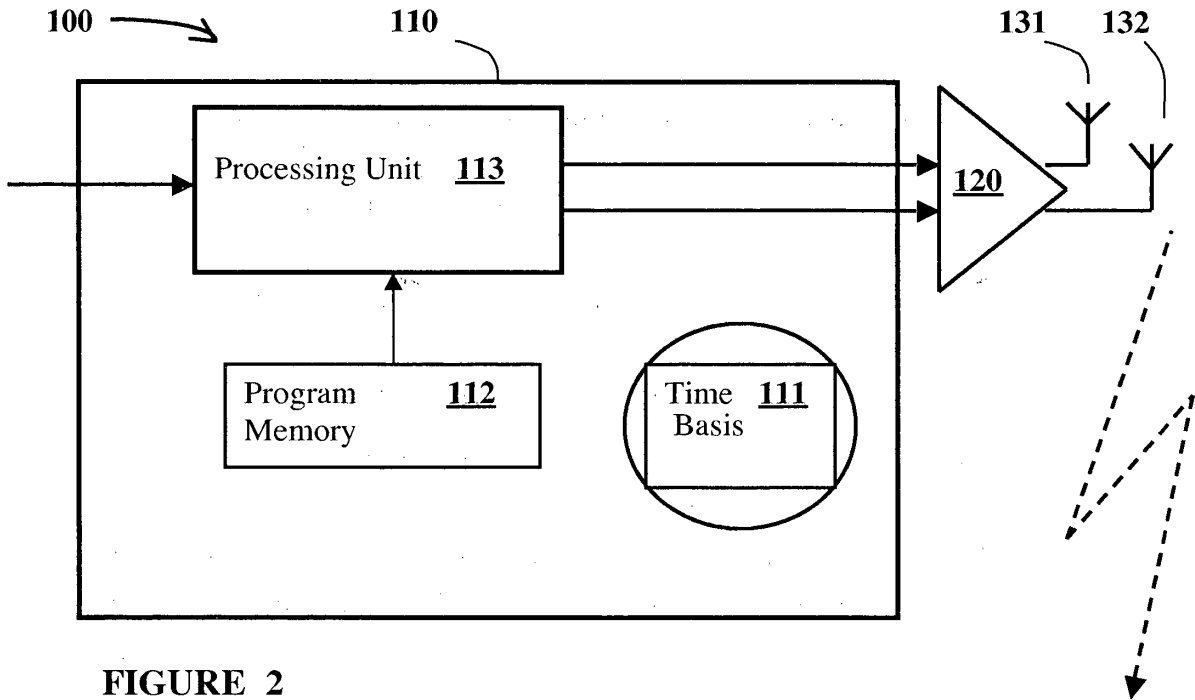 100
110
131
132
Processing Unit 113
120
Program 112
Memory
Time 111
Basis
FIGURE 2